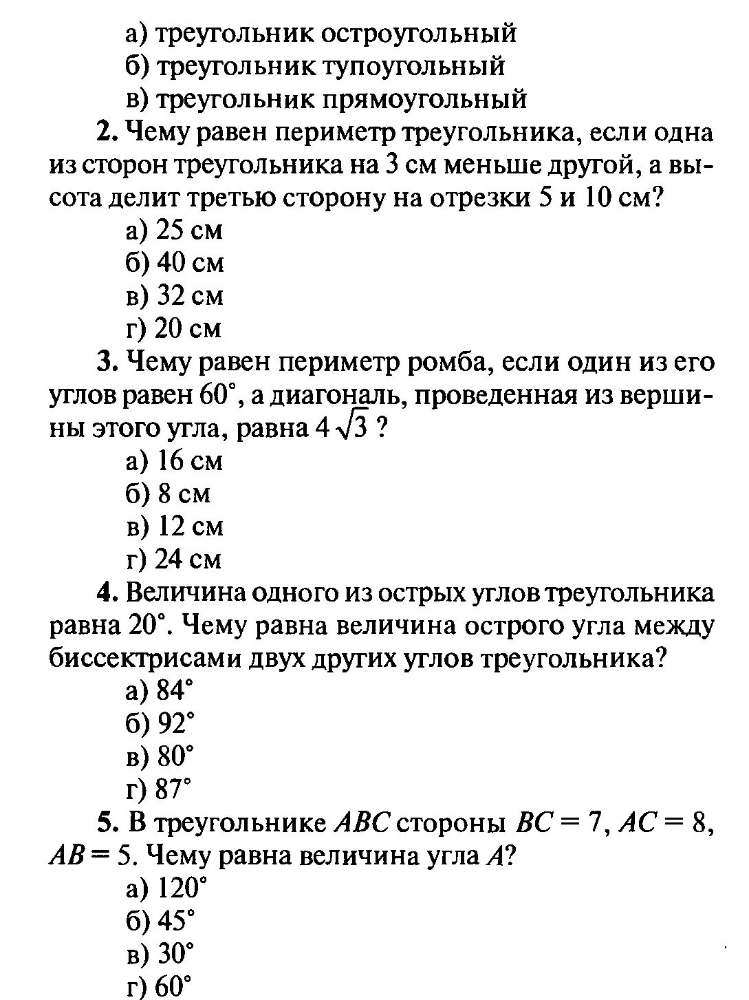 а) треугольник остроугольный
б) треугольник тупоугольный
в) треугольник прямоугольный
2. Чему равен периметр треугольника, если одна
из сторон треугольника на 3 см меньше другой, а вы-
сота делит третью сторону на отрезки 5 и 10 см?
а) 25 см
б) 40 см
в) 32 см
г) 20 см
3. Чему равен периметр ромба, если один из его
углов равен 60°, а диагональ, проведенная из верши-
ны этого угла, равна 4√3 ?
а) 16 см
б) 8 см
в) 12 см
г) 24 см
4. Величина одного из острых углов треугольника
равна 20°. Чему равна величина острого угла между
биссектрисами двух других углов треугольника?
а) 84°
б) 92°
в) 80°
г) 87°
5. В треугольнике ABC стороны BC = 7, AC = 8,
AB = 5. Чему равна величина угла A?
а) 120°
б) 45°
в) 30°
г) 60°